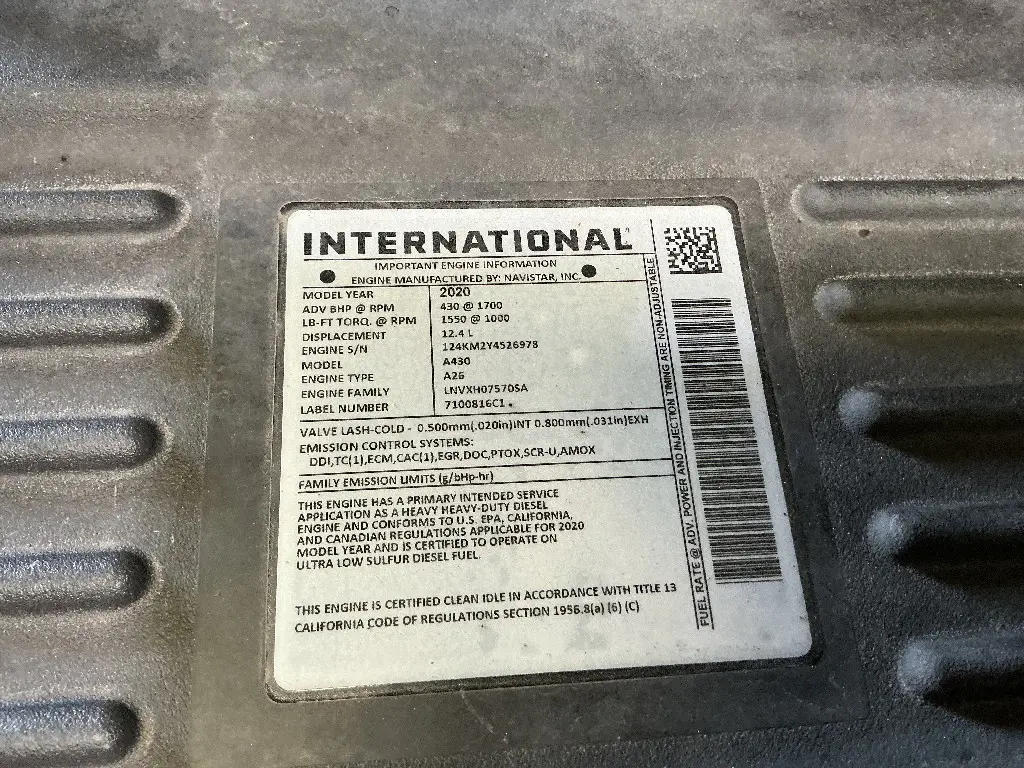 INTERNATIONAL
IMPORTANT ENGINE INFORMATION
ENGINE MANUFACTURED BY: NAVISTAR, INC.
MODEL YEAR 2020
ADV BHP @ RPM 430 @ 1700
LB-FT TORQ. @ RPM 1550 @ 1000
DISPLACEMENT 12.4 L
ENGINE S/N 124KM2Y4526978
MODEL A430
ENGINE TYPE A26
ENGINE FAMILY LNVXH07570SA
LABEL NUMBER 7100816C1
VALVE LASH-COLD - 0.500mm(.020in)INT 0.800mm(.031in)EXH
EMISSION CONTROL SYSTEMS:
DDI,TC(1),ECM,CAC(1),EGR,DOC,PTOX,SCR-U,AMOX
FAMILY EMISSION LIMITS (g/bHp-hr)
THIS ENGINE HAS A PRIMARY INTENDED SERVICE
APPLICATION AS A HEAVY HEAVY-DUTY DIESEL
ENGINE AND CONFORMS TO U.S. EPA, CALIFORNIA,
AND CANADIAN REGULATIONS APPLICABLE FOR 2020
MODEL YEAR AND IS CERTIFIED TO OPERATE ON
ULTRA LOW SULFUR DIESEL FUEL.
THIS ENGINE IS CERTIFIED CLEAN IDLE IN ACCORDANCE WITH TITLE 13
CALIFORNIA CODE OF REGULATIONS SECTION 1956.8(a) (6) (C)
FUEL RATE @ ADV. POWER AND INJECTION TIMING ARE NON-ADJUSTABLE